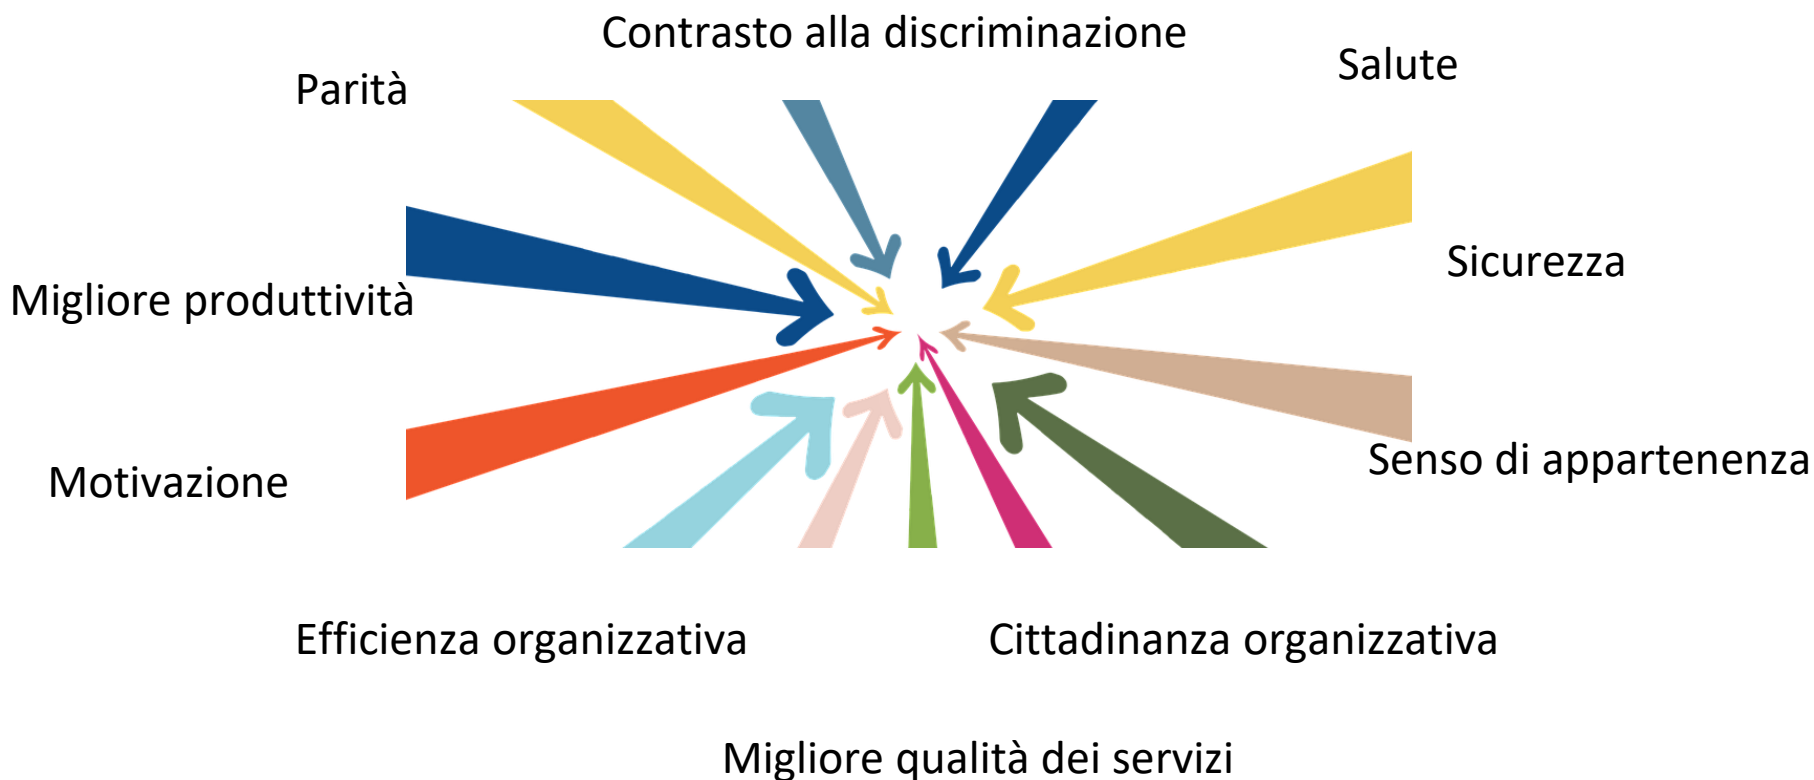 Contrasto alla discriminazione
Salute
Parità
Sicurezza
Migliore produttività
Senso di appartenenza
Motivazione
Efficienza organizzativa
Cittadinanza organizzativa
Migliore qualità dei servizi